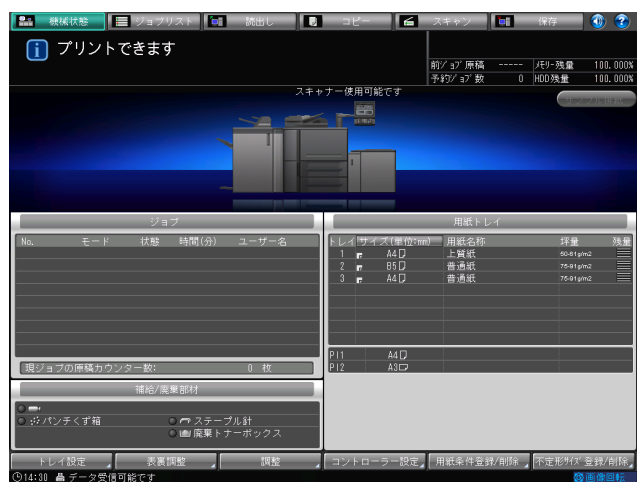 機械状態 ジョブリスト 読出し コピー スキャン 保存
プリントできます
前ジョブ原稿 ----- メモリー残量 100.000%
予約ジョブ数 0 HDD残量 100.000%
スキャナー使用可能です
ジョブ
No. モード 状態 時間(分) ユーザー名
現ジョブの原稿カウンター数: 0 枚
用紙トレイ
トレイ サイズ(単位:mm) 用紙名称 坪量 残量
1 A4 上質紙 50-61g/m2
2 B5 普通紙 75-91g/m2
3 A4 普通紙 75-91g/m2
PI1 A4
PI2 A3
補給/廃棄部材
パンチくず箱 ステープル針
廃棄トナーボックス
トレイ設定 表裏調整 調整 コントローラー設定 用紙条件登録/削除 不定形サイズ登録/削除
14:30 データ受信可能です 画像回転